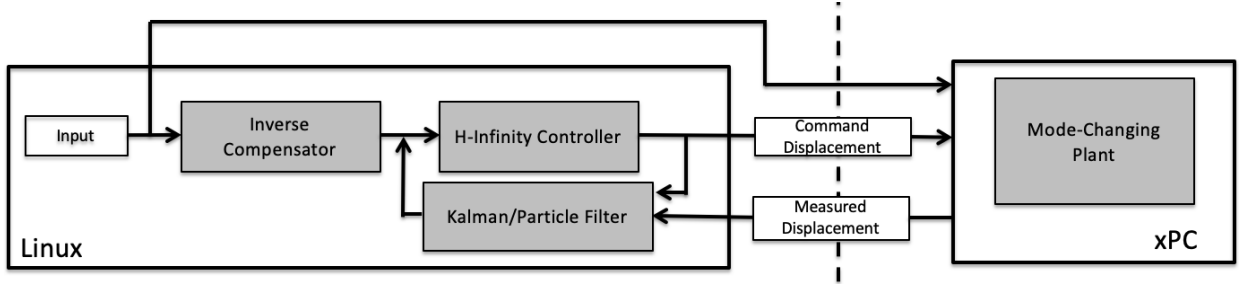 Input
Inverse
Compensator
H-Infinity Controller
Kalman/Particle Filter
Linux
Command
Displacement
Measured
Displacement
Mode-Changing
Plant
xPC